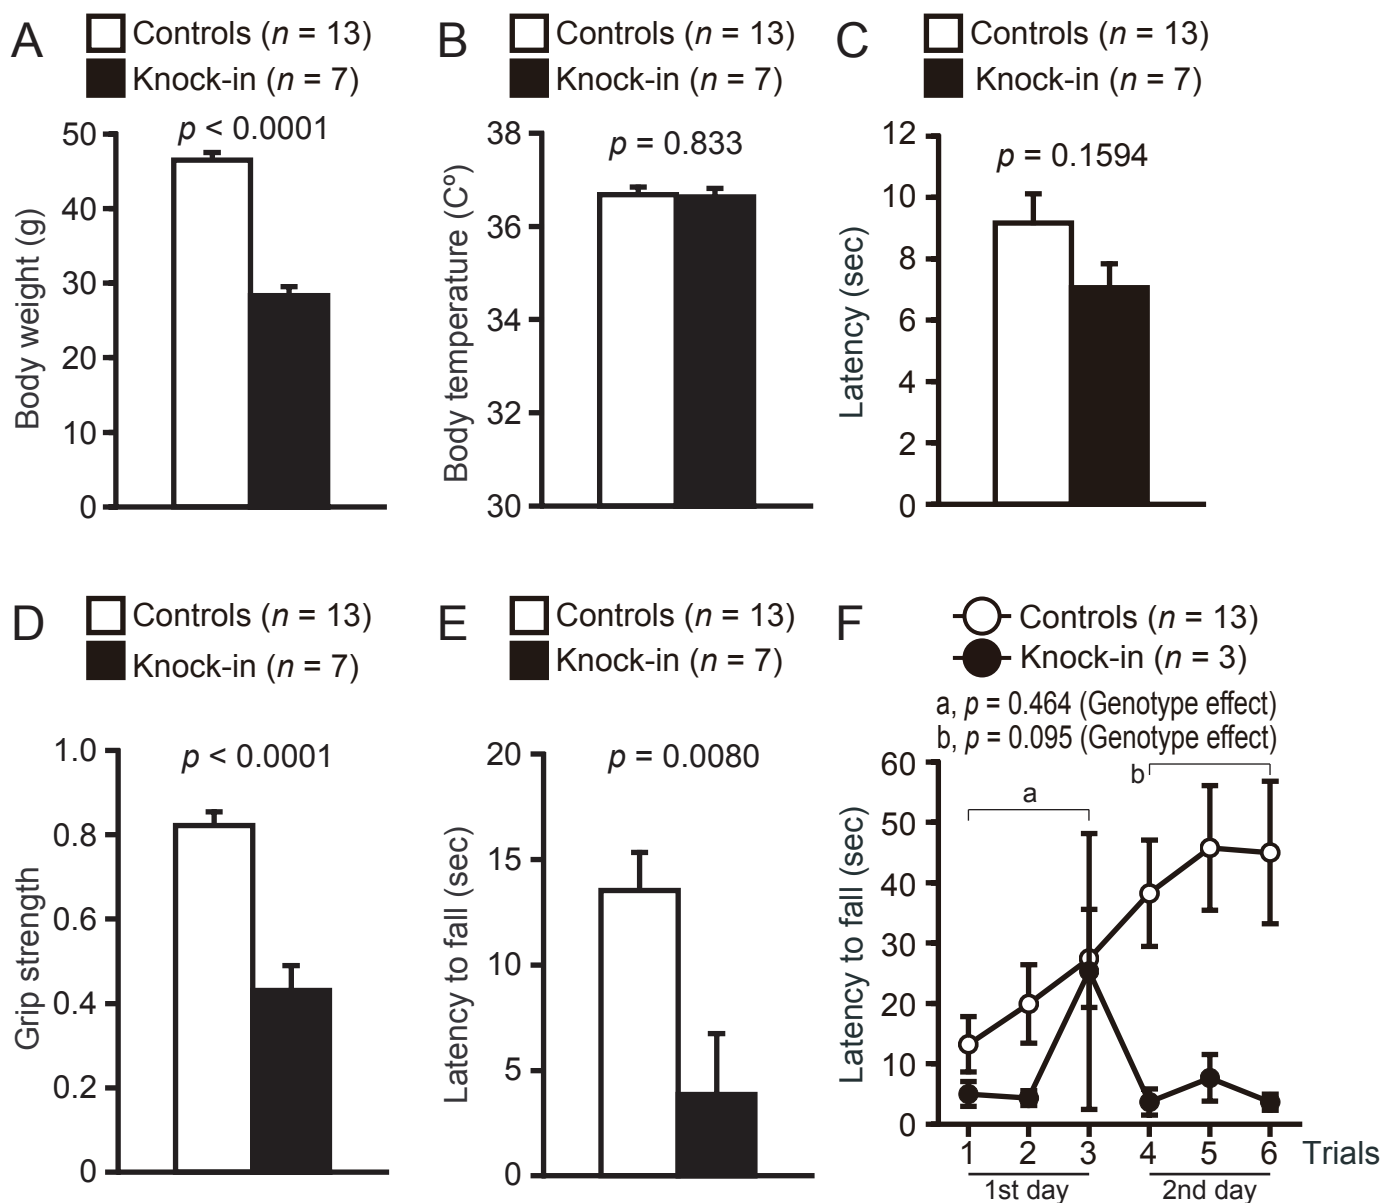 A
Controls (n = 13)
Knock-in (n = 7)
p < 0.0001
50
40
30
20
10
0
Body weight (g)
B
Controls (n = 13)
Knock-in (n = 7)
p = 0.833
38
36
34
32
30
Body temperature (Cº)
C
Controls (n = 13)
Knock-in (n = 7)
p = 0.1594
12
10
8
6
4
2
0
Latency (sec)
D
Controls (n = 13)
Knock-in (n = 7)
p < 0.0001
1.0
0.8
0.6
0.4
0.2
0
Grip strength
E
Controls (n = 13)
Knock-in (n = 7)
p = 0.0080
20
15
10
5
0
Latency to fall (sec)
F
Controls (n = 13)
Knock-in (n = 3)
a, p = 0.464 (Genotype effect)
b, p = 0.095 (Genotype effect)
a
b
60
50
40
30
20
10
0
Latency to fall (sec)
1 2 3 4 5 6 Trials
1st day 2nd day